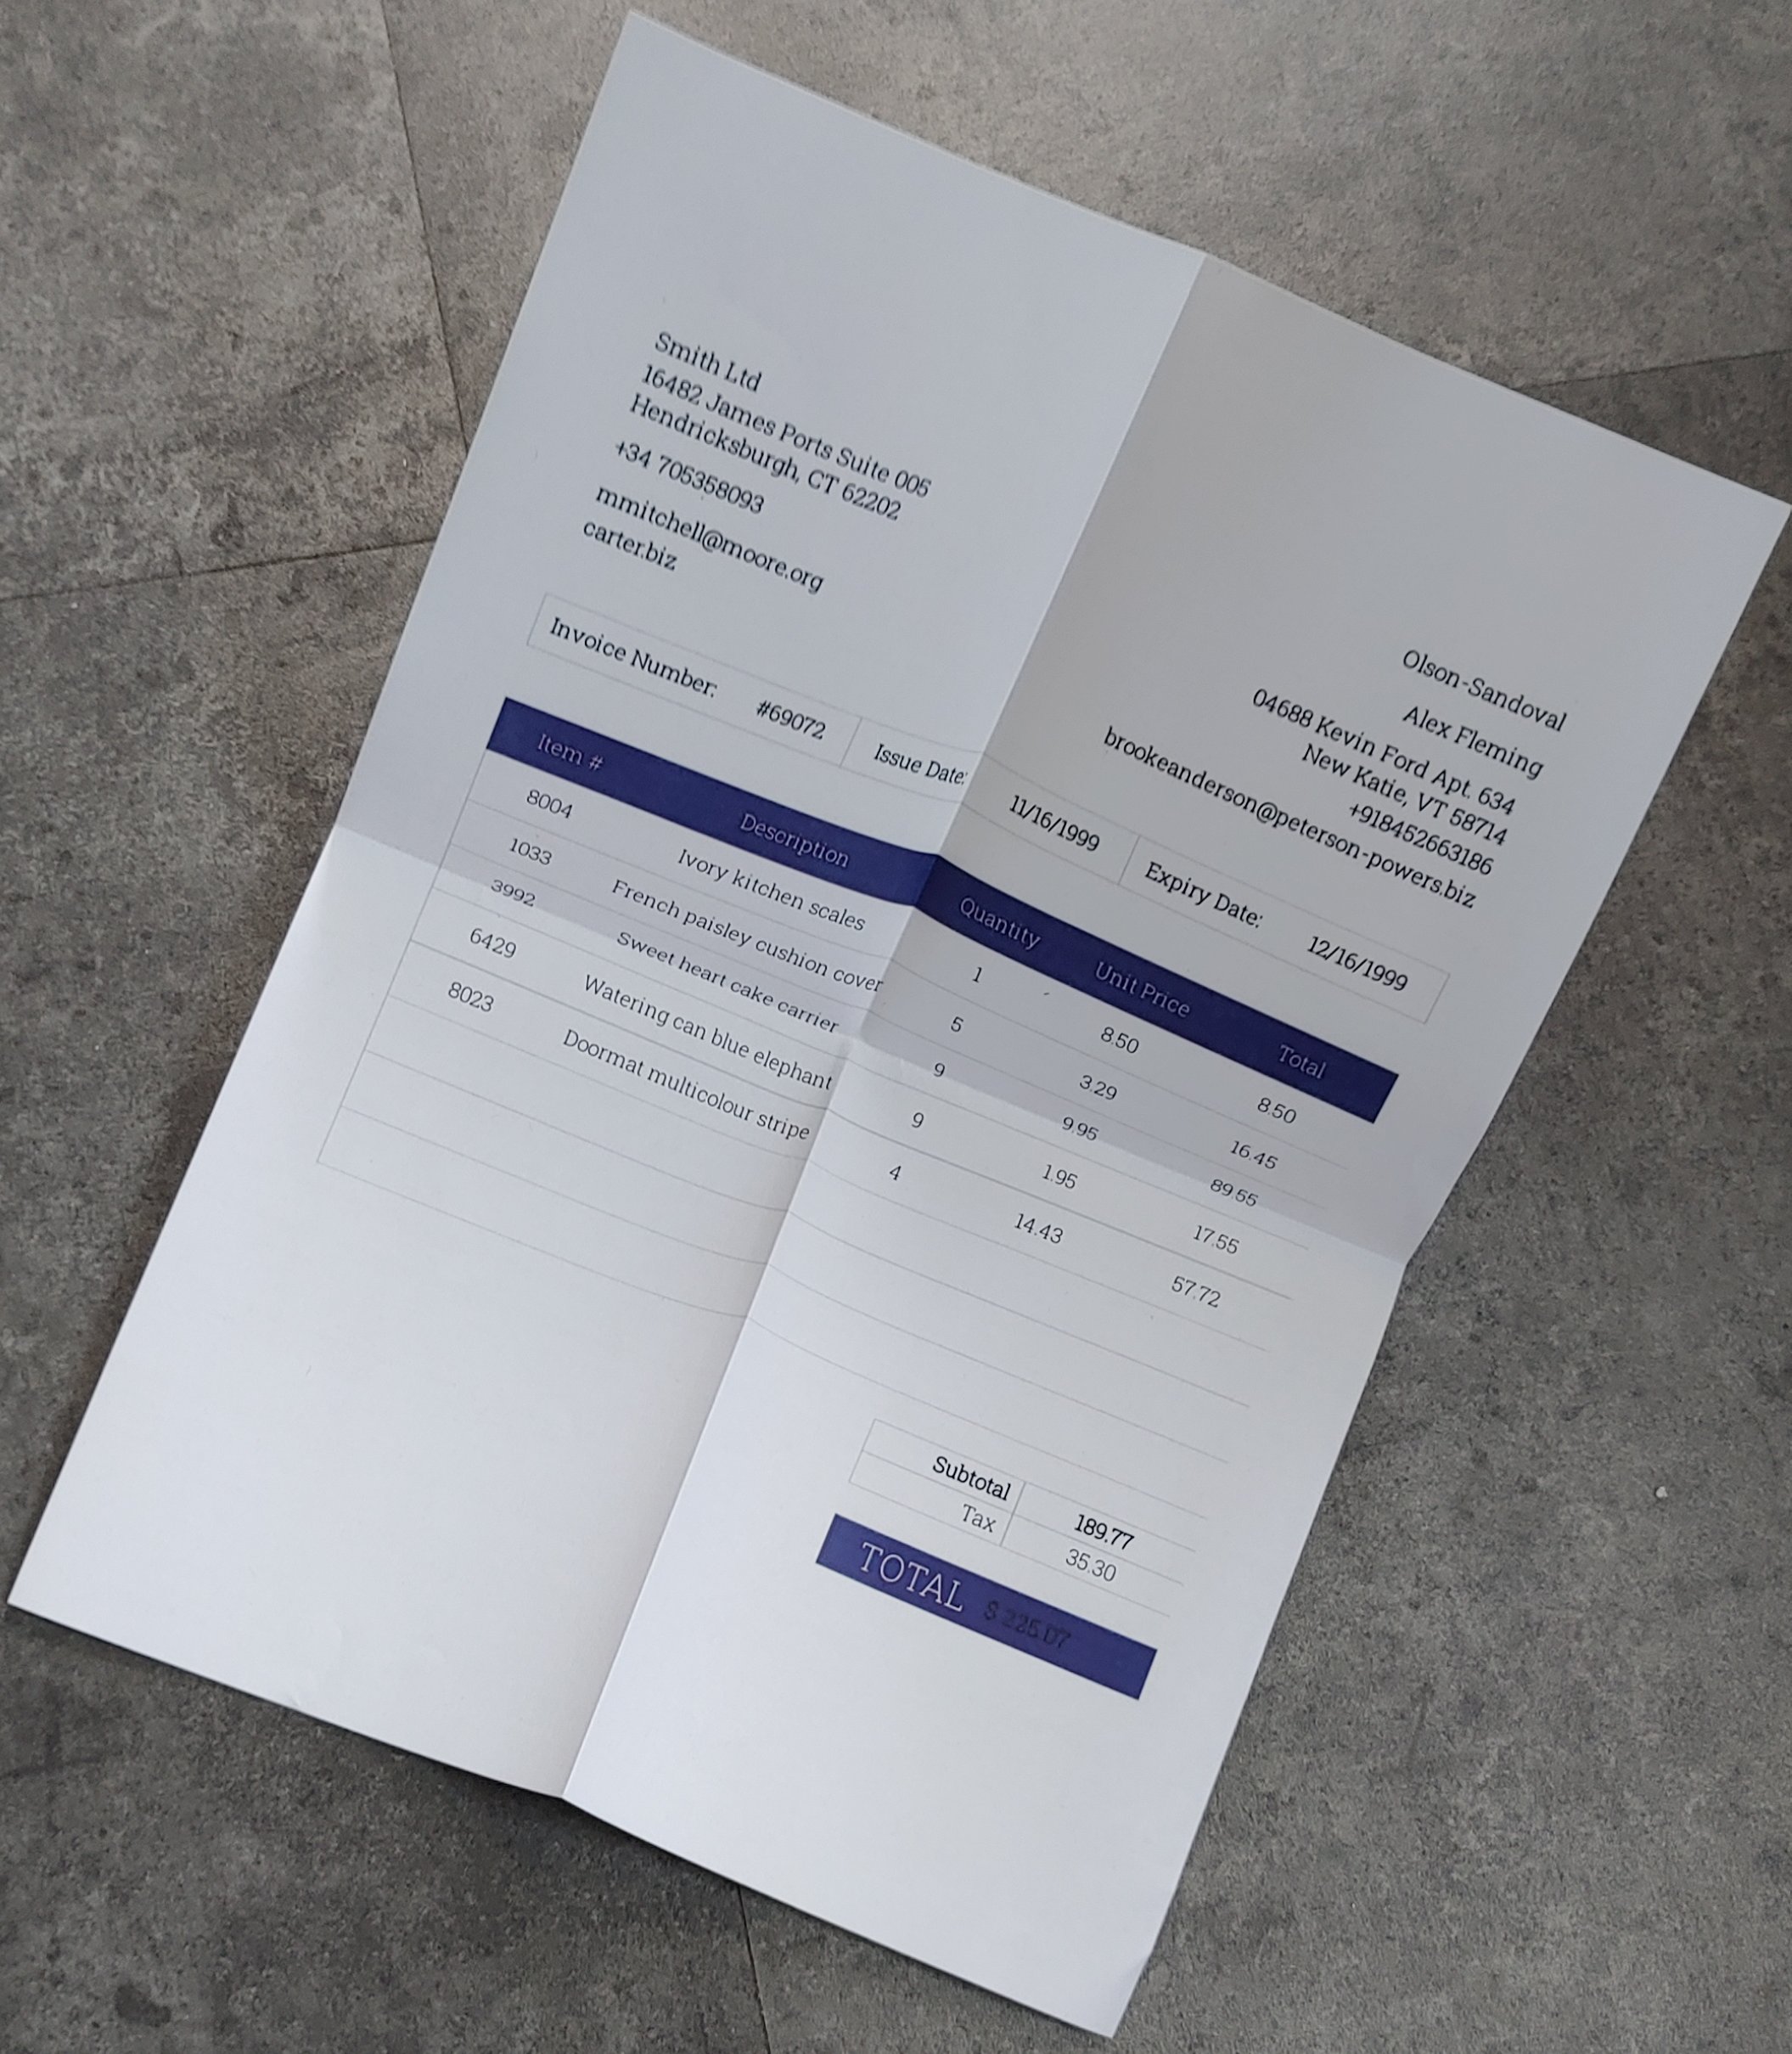 Smith Ltd
16482 James Ports Suite 005
Hendricksburgh, CT 62202
+34 705358093
mmitchell@moore.org
carter.biz
Olson-Sandoval
Alex Fleming
04688 Kevin Ford Apt. 634
New Katie, VT 58714
+918452663186
brookeanderson@peterson-powers.biz
Invoice Number: #69072 Issue Date: 11/16/1999 Expiry Date: 12/16/1999
Item # Description Quantity Unit Price Total
8004 Ivory kitchen scales 1 8.50 8.50
1033 French paisley cushion cover 5 3.29 16.45
3992 Sweet heart cake carrier 9 9.95 89.55
6429 Watering can blue elephant 9 1.95 17.55
8023 Doormat multicolour stripe 4 14.43 57.72
Subtotal 189.77
Tax 35.30
TOTAL $ 225.07